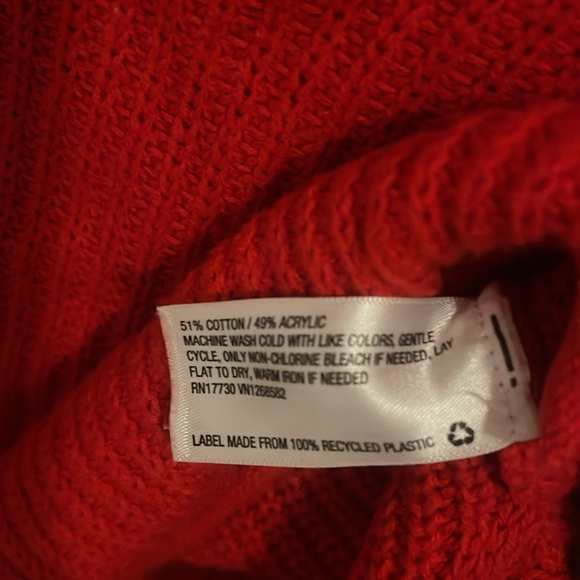 51% COTTON / 49% ACRYLIC
MACHINE WASH COLD WITH LIKE COLORS, GENTLE
CYCLE, ONLY NON-CHLORINE BLEACH IF NEEDED, LAY
FLAT TO DRY, WARM IRON IF NEEDED
RN17730 VN1268582
LABEL MADE FROM 100% RECYCLED PLASTIC